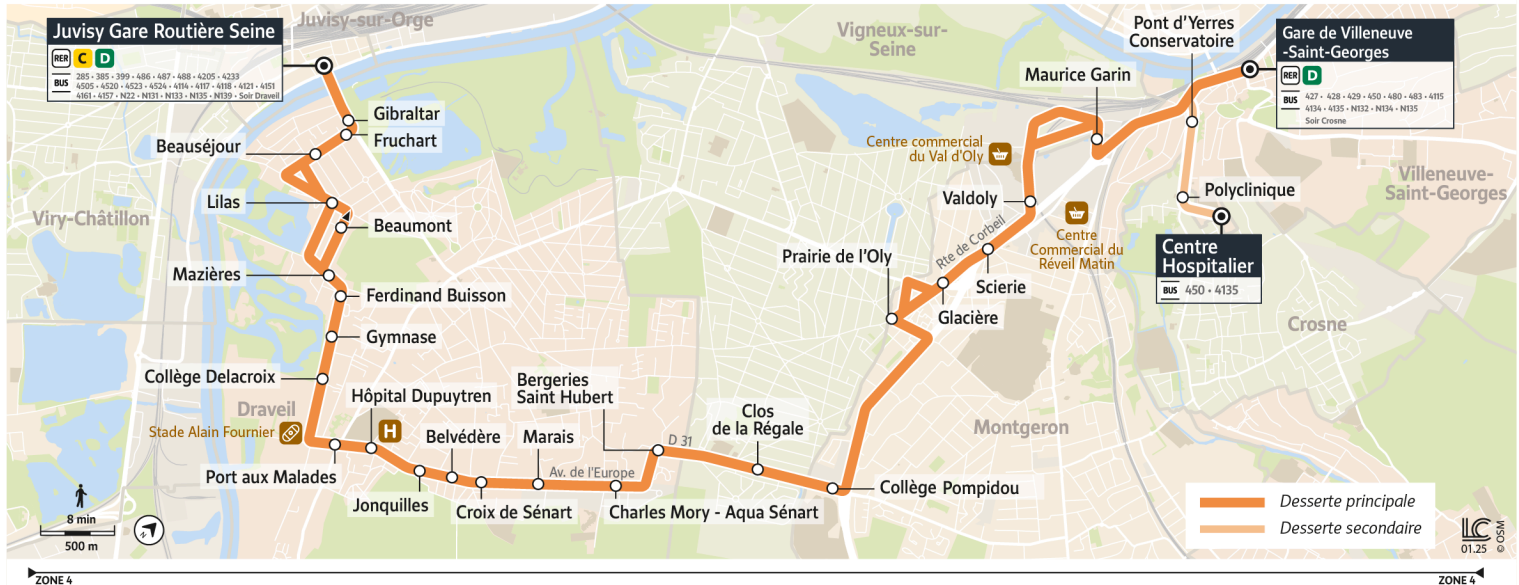 Juvisy-sur-Orge
Juvisy Gare Routière Seine
RER C D
BUS
285 • 385 • 399 • 486 • 487 • 488 • 4205 • 4233
4505 • 4520 • 4523 • 4524 • 4114 • 4117 • 4118 • 4121 • 4151
4161 • 4157 • N22 • N131 • N133 • N135 • N139 • Soir Draveil
Gibraltar
Fruchart
Beauséjour
Lilas
Viry-Châtillon
Beaumont
Mazières
Ferdinand Buisson
Gymnase
Collège Delacroix
Draveil
Stade Alain Fournier
Hôpital Dupuytren
H
Port aux Malades
Jonquilles
Belvédère
Croix de Sénart
Marais
Av. de l'Europe
Charles Mory - Aqua Sénart
Bergeries
Saint Hubert
D 31
Clos
de la Régale
Collège Pompidou
Montgeron
Prairie de l'Oly
Glacière
Scierie
Rte de Corbeil
Valdoly
Centre commercial
du Val d'Oly
Centre
Commercial du
Réveil Matin
Vigneux-sur-
Seine
Maurice Garin
Pont d'Yerres
Conservatoire
Gare de Villeneuve
-Saint-Georges
RER D
BUS
427 • 428 • 429 • 450 • 480 • 483 • 4115
4134 • 4135 • N132 • N134 • N135
Soir Crosne
Villeneuve-
Saint-Georges
Polyclinique
Centre
Hospitalier
BUS 450 • 4135
Crosne
Desserte principale
Desserte secondaire
8 min
500 m
N
LC
01.25
© OSM
ZONE 4
ZONE 4